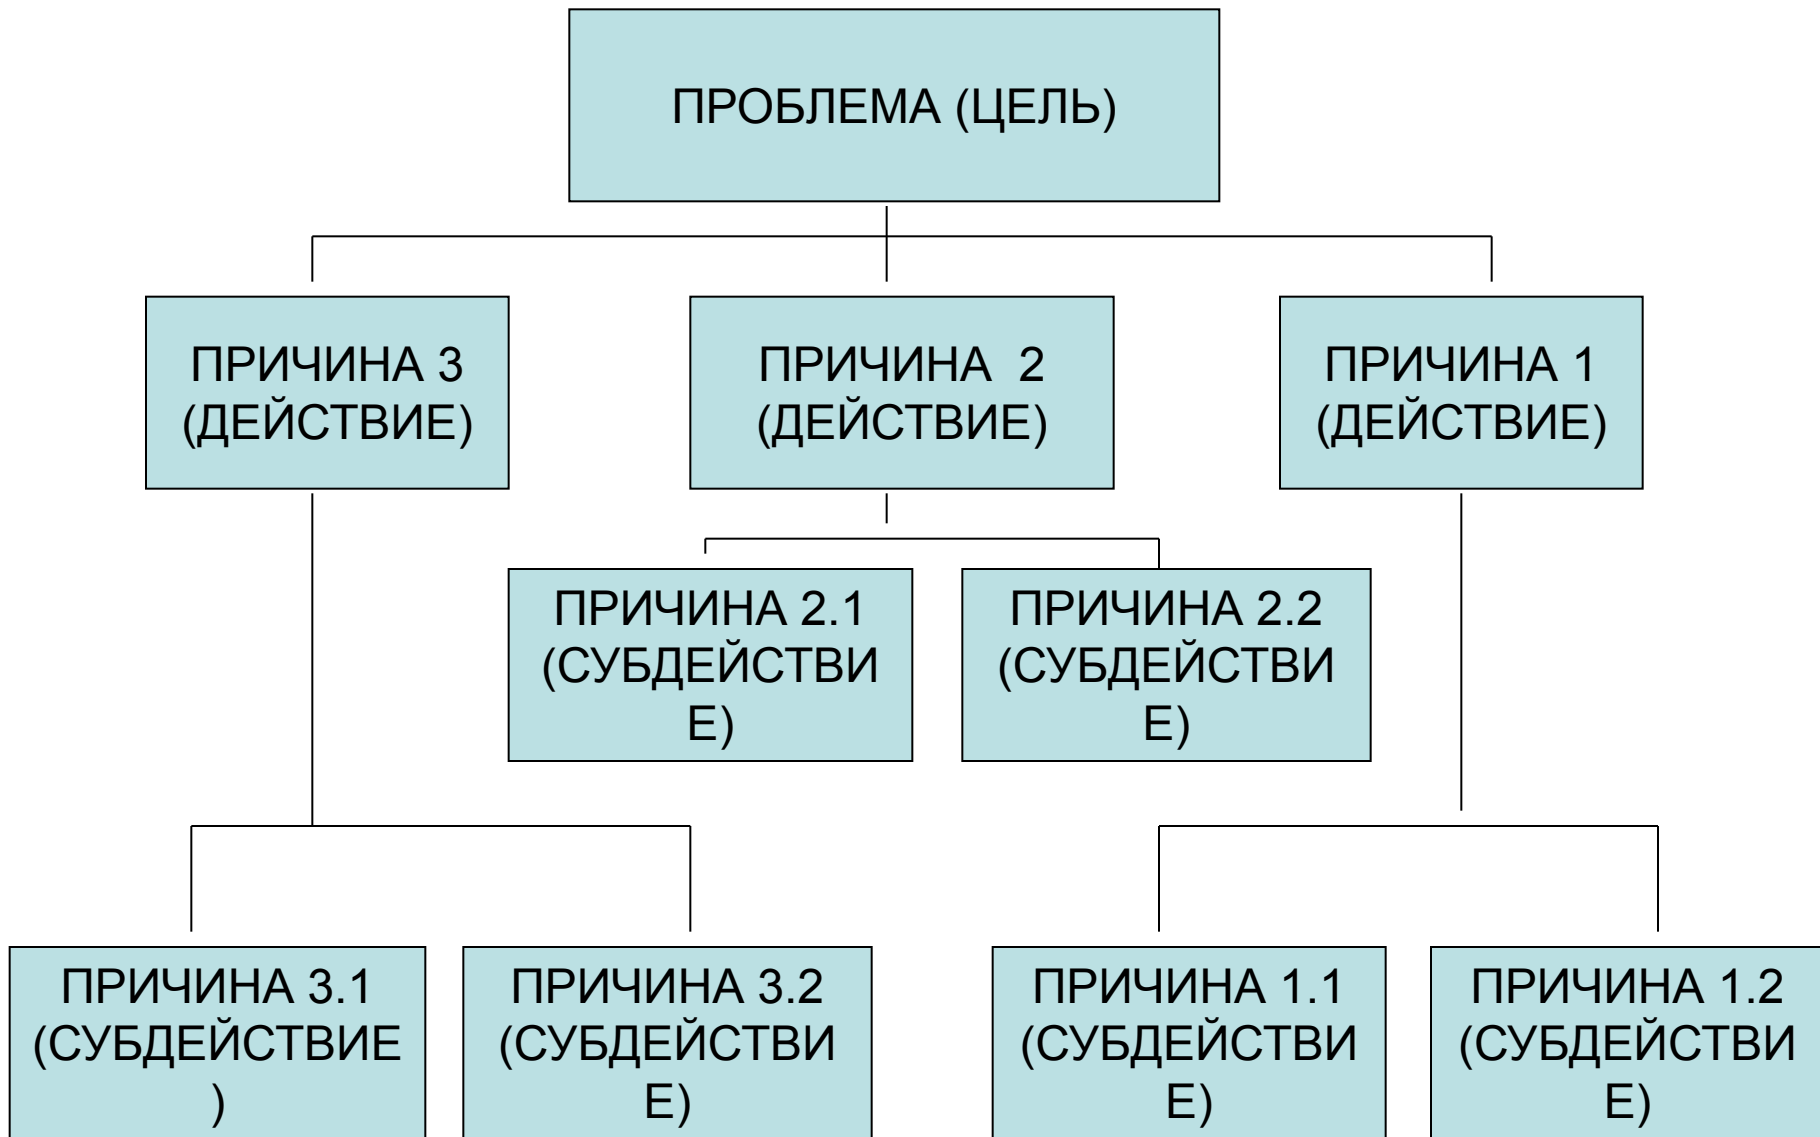 ПРОБЛЕМА (ЦЕЛЬ)
ПРИЧИНА 3
(ДЕЙСТВИЕ)
ПРИЧИНА  2
(ДЕЙСТВИЕ)
ПРИЧИНА 1
(ДЕЙСТВИЕ)
ПРИЧИНА 2.1
(СУБДЕЙСТВИ
Е)
ПРИЧИНА 2.2
(СУБДЕЙСТВИ
Е)
ПРИЧИНА 3.1
(СУБДЕЙСТВИЕ
)
ПРИЧИНА 3.2
(СУБДЕЙСТВИ
Е)
ПРИЧИНА 1.1
(СУБДЕЙСТВИ
Е)
ПРИЧИНА 1.2
(СУБДЕЙСТВИ
Е)